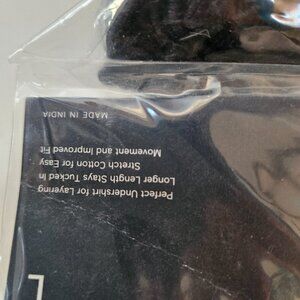 L
Perfect Undershirt for Layering
Longer Length Stays Tucked In
Stretch Cotton for Easy
Movement and Improved Fit
MADE IN INDIA